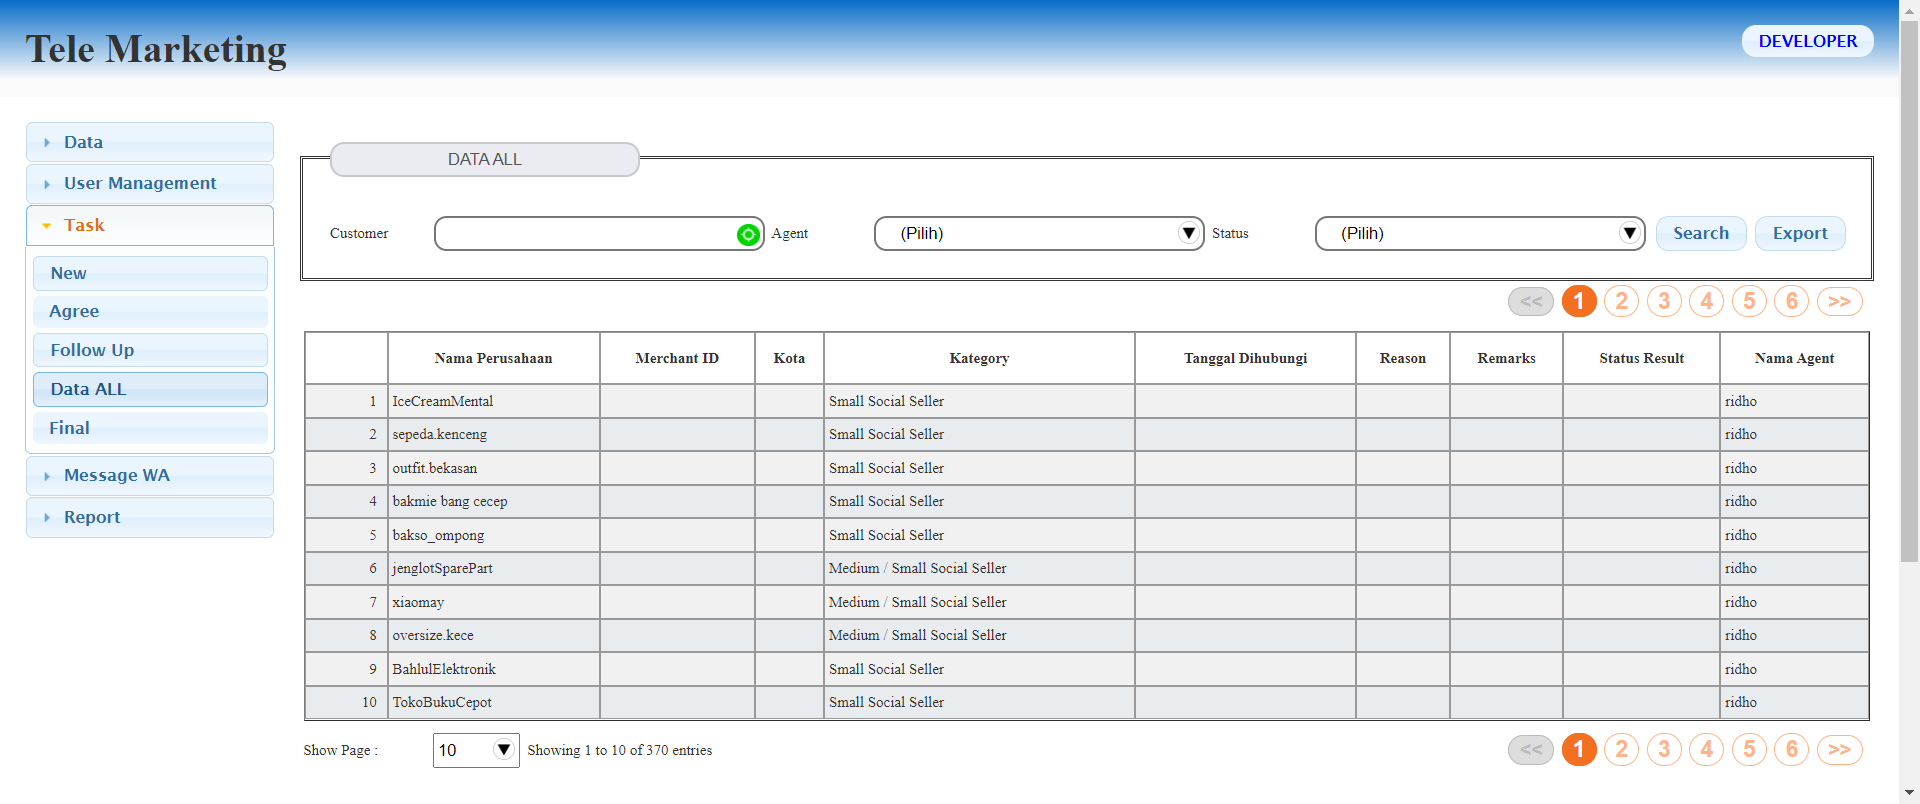 Tele Marketing
DEVELOPER
Data
User Management
Task
New
Agree
Follow Up
Data ALL
Final
Message WA
Report
DATA ALL
Customer
Agent (Pilih)
Status (Pilih)
Search Export
<< 1 2 3 4 5 6 >>
Nama Perusahaan Merchant ID Kota Kategory Tanggal Dihubungi Reason Remarks Status Result Nama Agent
1 IceCreamMental Small Social Seller ridho
2 sepeda.kenceng Small Social Seller ridho
3 outfit.bekasan Small Social Seller ridho
4 bakmie bang cecep Small Social Seller ridho
5 bakso_ompong Small Social Seller ridho
6 jenglotSparePart Medium / Small Social Seller ridho
7 xiaomay Medium / Small Social Seller ridho
8 oversize.kece Medium / Small Social Seller ridho
9 BahlulElektronik Small Social Seller ridho
10 TokoBukuCepot Small Social Seller ridho
Show Page : 10 Showing 1 to 10 of 370 entries
<< 1 2 3 4 5 6 >>